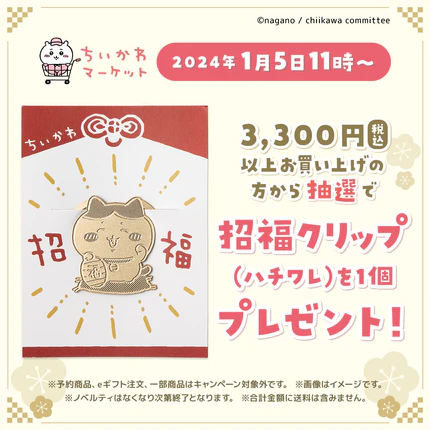 ©nagano / chiikawa committee
ちいかわ
マーケット
2024年1月5日11時～
ちいかわ
招福
3,300円税込
以上お買い上げの
方から抽選で
招福クリップ
(ハチワレ)を1個
プレゼント!
※予約商品、eギフト注文、一部商品はキャンペーン対象外です。 ※画像はイメージです。
※ノベルティはなくなり次第終了となります。 ※合計金額に送料は含みません。